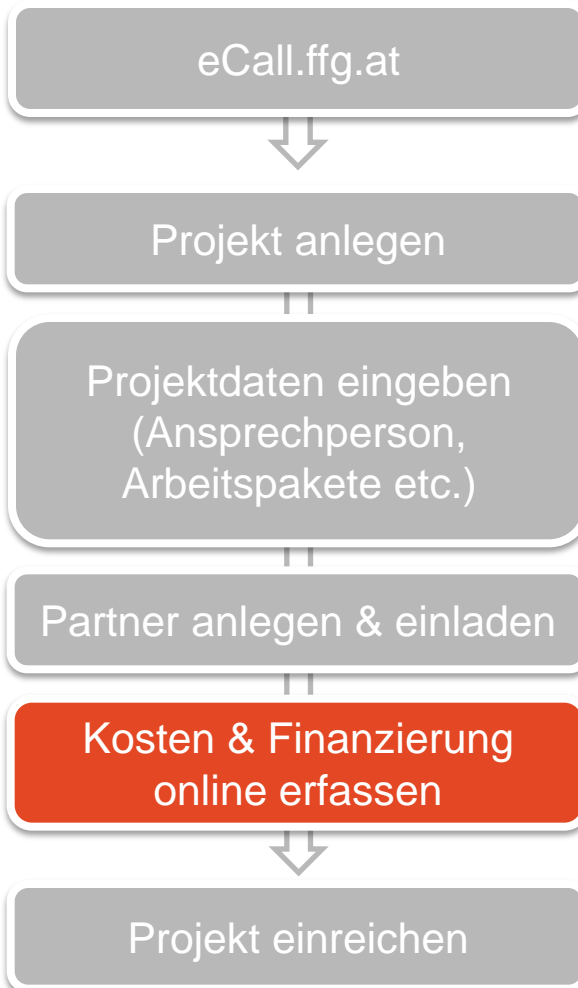 eCall.ffg.at
Projekt anlegen
Projektdaten eingeben
(Ansprechperson,
Arbeitspakete etc.)
Partner anlegen & einladen
Kosten & Finanzierung
online erfassen
Projekt einreichen